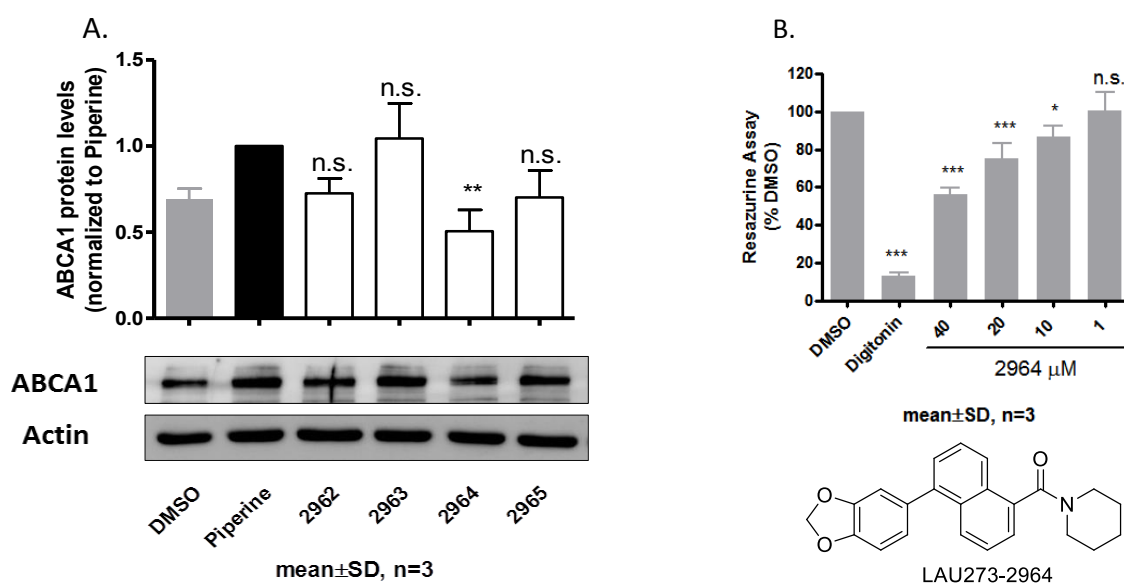 A.
ABCA1 protein levels
(normalized to Piperine)
1.5
1.0
0.5
0.0
n.s.
n.s.
**
n.s.
ABCA1
Actin
DMSO
Piperine
2962
2963
2964
2965
mean±SD, n=3
B.
Resazurine Assay
(% DMSO)
120
100
80
60
40
20
0
***
***
***
*
n.s.
DMSO
Digitonin
40
20
10
1
2964 µM
mean±SD, n=3
O
O
O
N
LAU273-2964